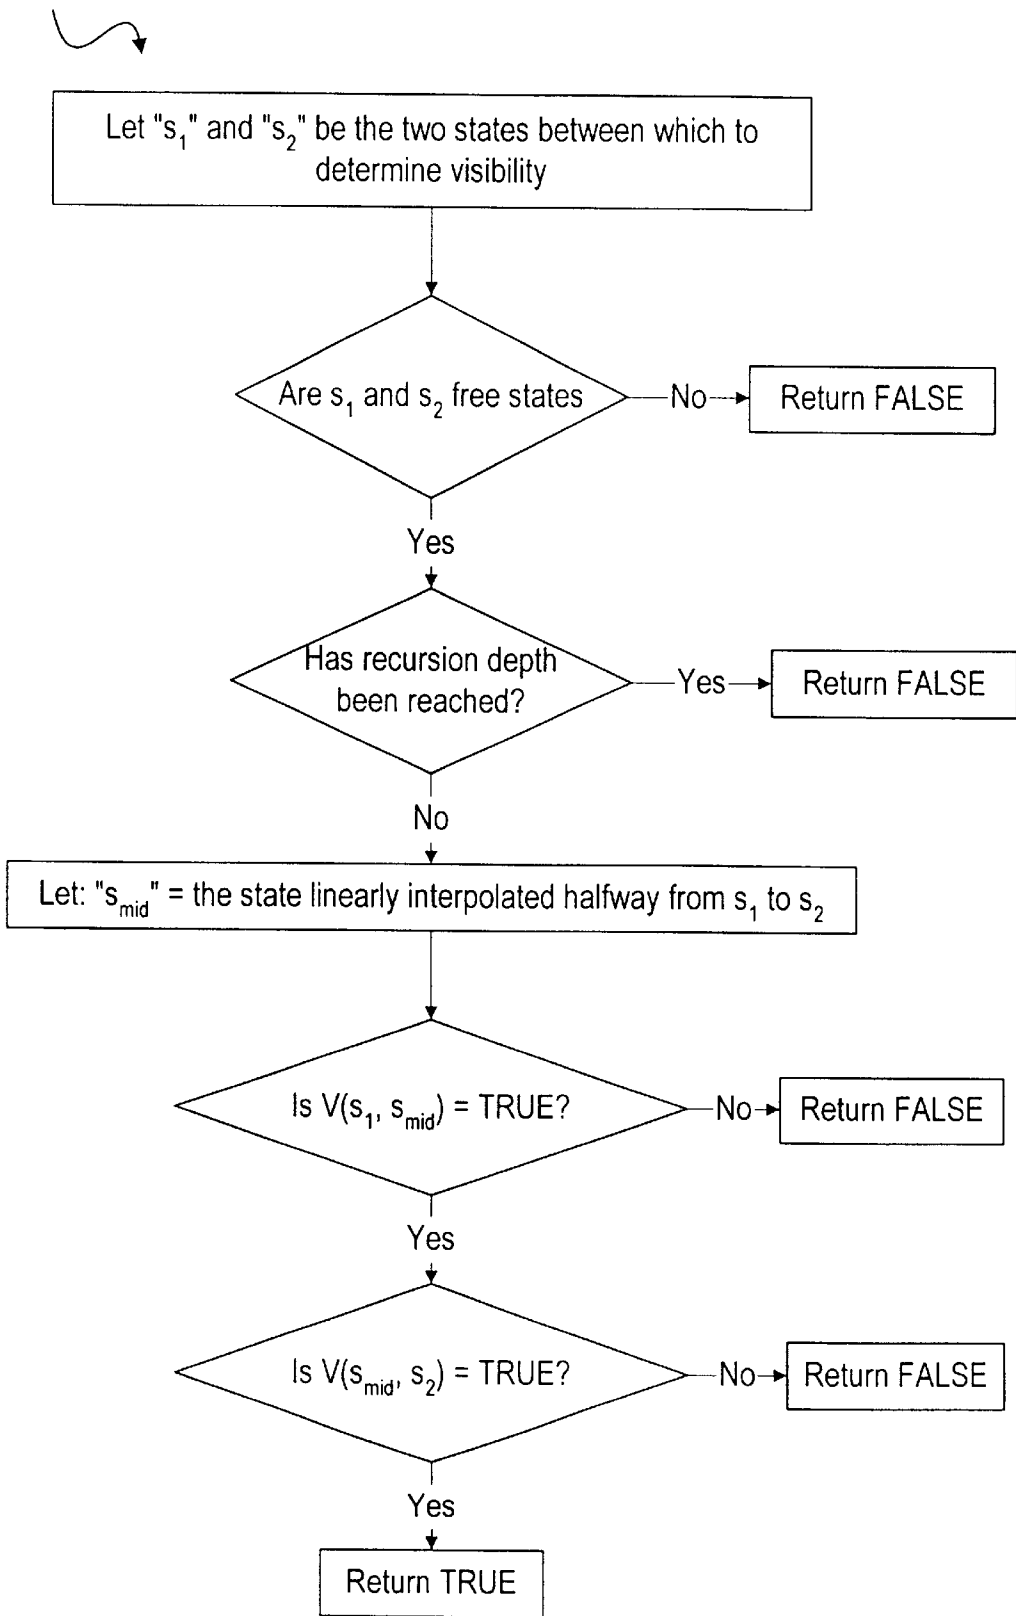 Let "s₁" and "s₂" be the two states between which to
determine visibility
Are s₁ and s₂ free states
No
Return FALSE
Yes
Has recursion depth
been reached?
Yes
Return FALSE
No
Let: "s_mid" = the state linearly interpolated halfway from s₁ to s₂
Is V(s₁, s_mid) = TRUE?
No
Return FALSE
Yes
Is V(s_mid, s₂) = TRUE?
No
Return FALSE
Yes
Return TRUE